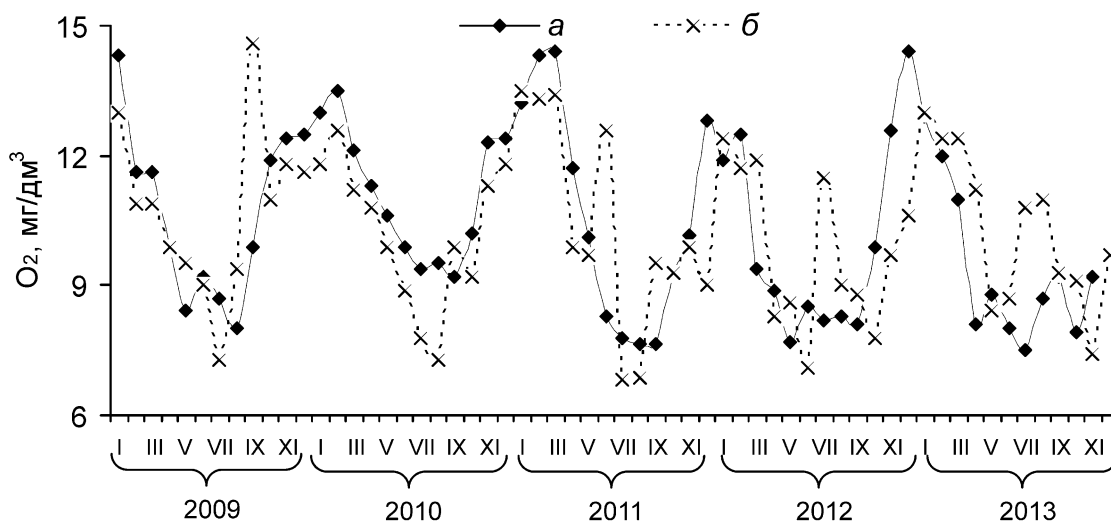 15
12
9
6
O₂, мг/дм³
а
б
I III V VII IX XI I III V VII IX XI I III V VII IX XI I III V VII IX XI I III V VII IX XI
2009 2010 2011 2012 2013